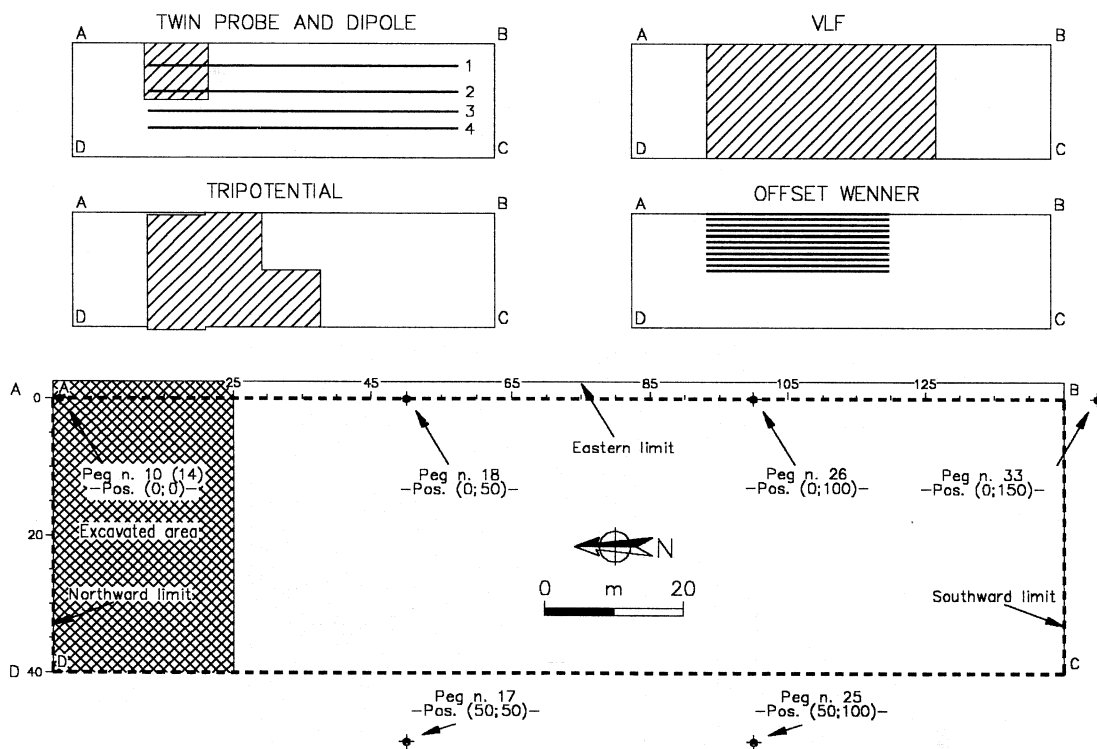 TWIN PROBE AND DIPOLE
A B
1
2
3
4
D C
VLF
A B
D C
TRIPOTENTIAL
A B
D C
OFFSET WENNER
A B
D C
A A 25 45 65 85 105 125 B
0
Eastern limit
Peg n. 10 (14)
-Pos. (0;0)-
Peg n. 18
-Pos. (0;50)-
Peg n. 26
-Pos. (0;100)-
Peg n. 33
-Pos. (0;150)-
Excavated area
20
N
0 m 20
Northward limit
Southward limit
D 40 D C
Peg n. 17
-Pos. (50;50)-
Peg n. 25
-Pos. (50;100)-